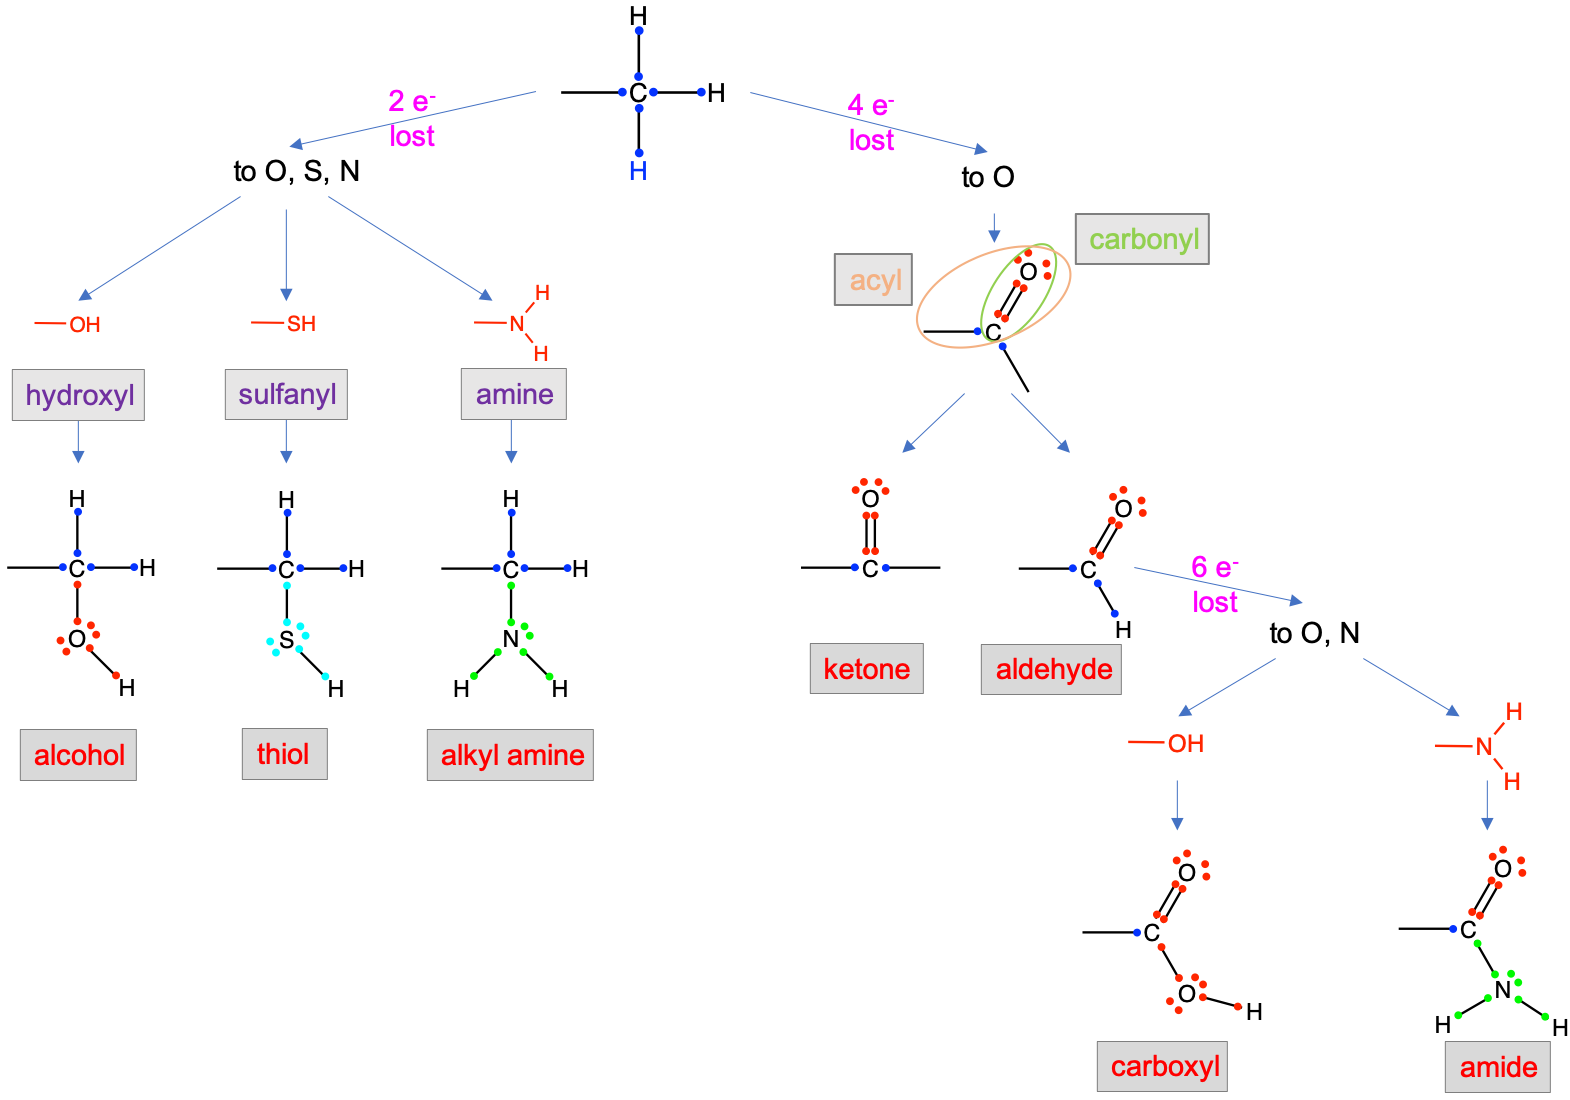 H
C
H
H
2 e-
lost
4 e-
lost
to O, S, N
to O
carbonyl
acyl
O
C
OH
SH
H
N
H
hydroxyl
sulfanyl
amine
H
C
H
O
H
H
C
H
S
H
H
C
H
N
H
H
O
C
O
C
H
6 e-
lost
to O, N
ketone
aldehyde
alcohol
thiol
alkyl amine
OH
H
N
H
O
C
O
H
O
C
N
H
H
carboxyl
amide